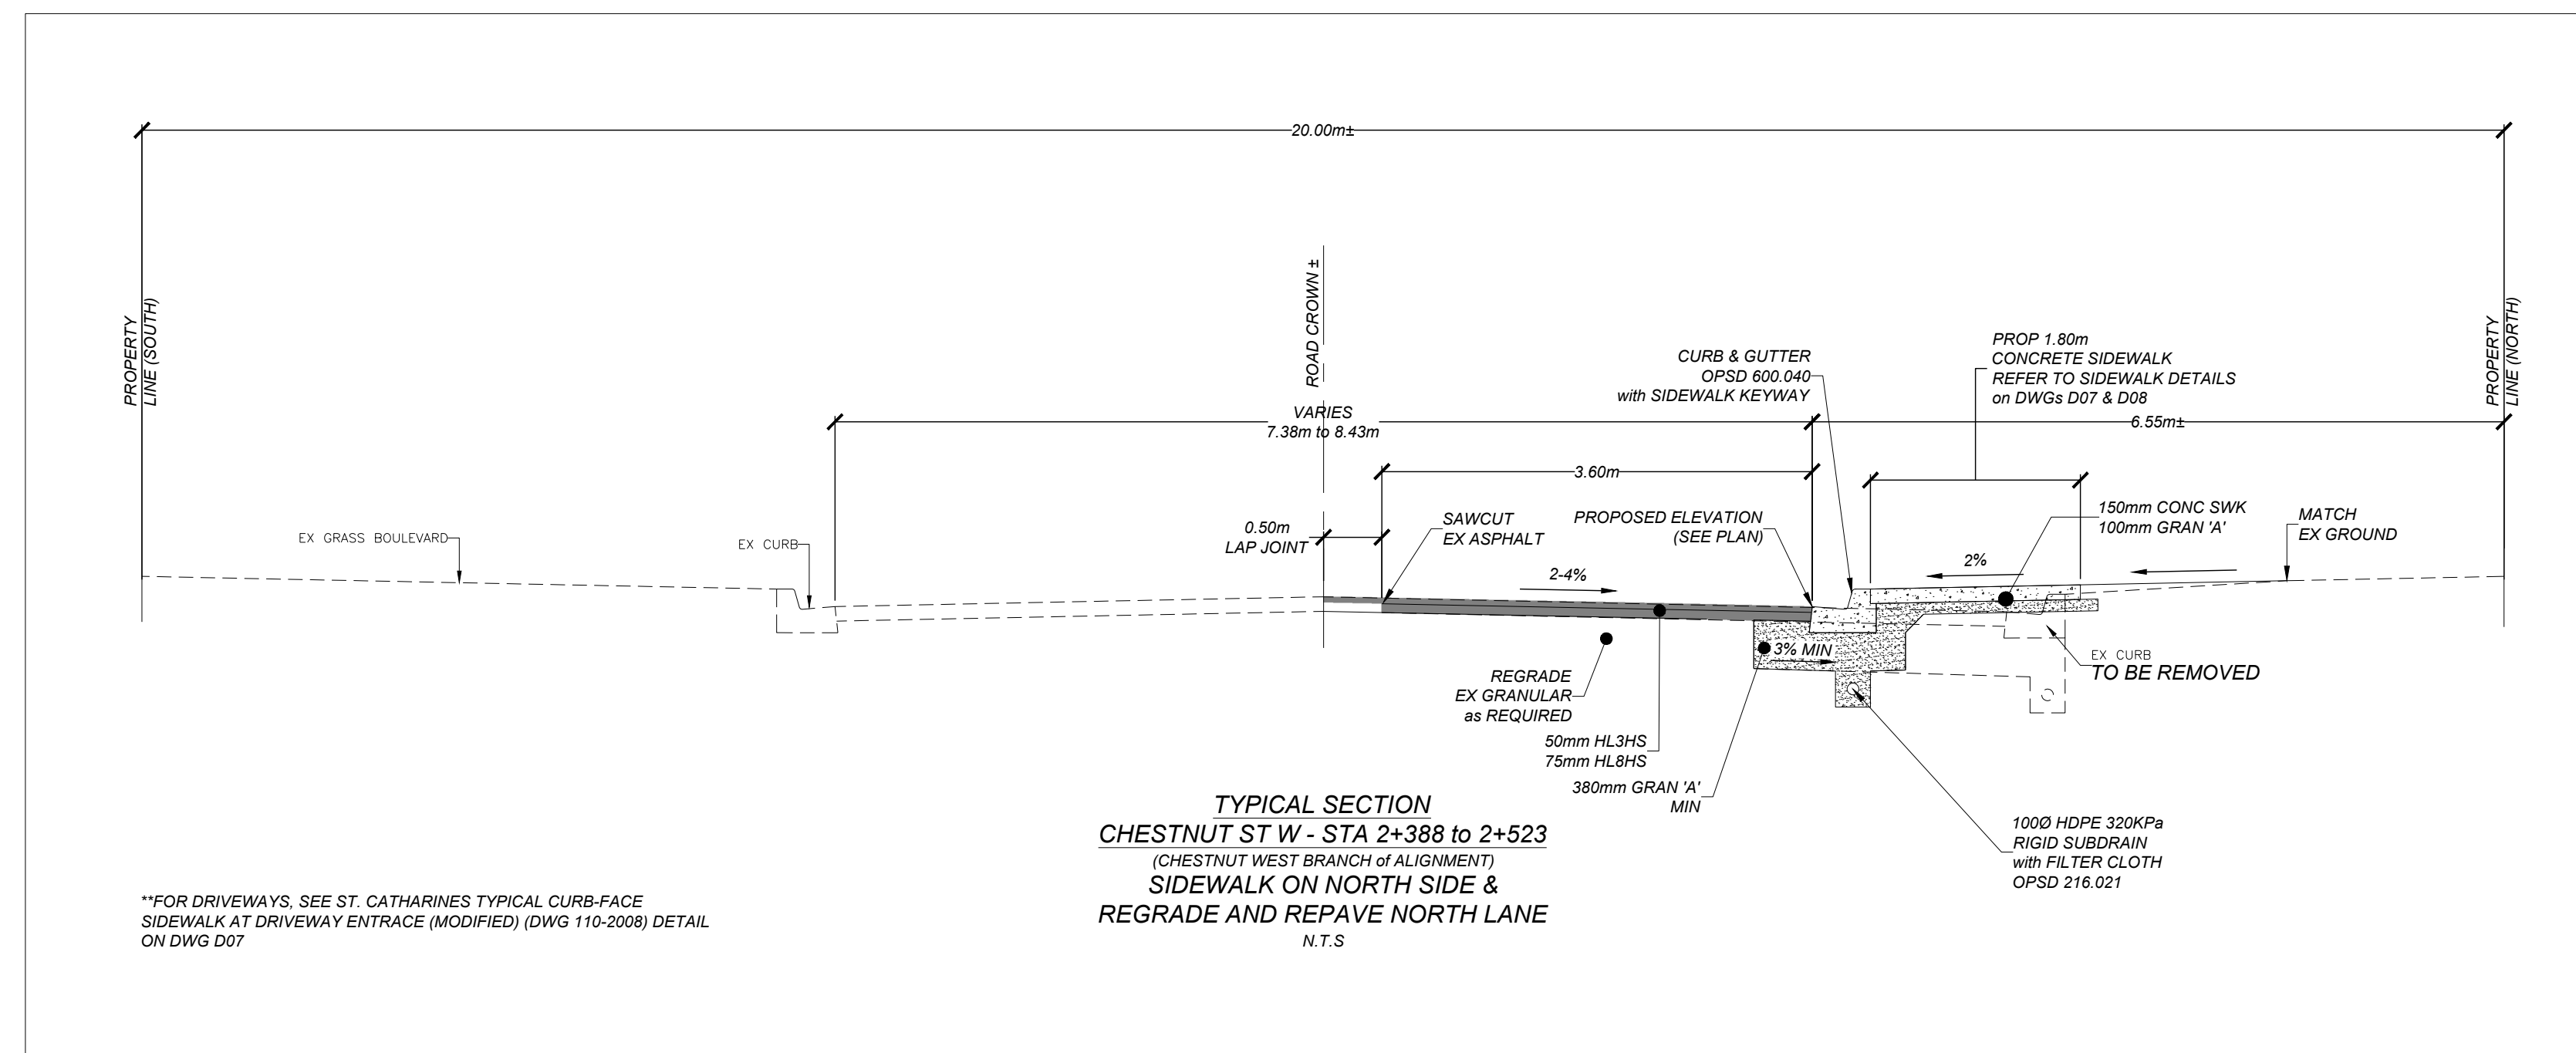 20.00m±
PROPERTY
LINE (SOUTH)
ROAD CROWN ±
PROPERTY
LINE (NORTH)
CURB & GUTTER
OPSD 600.040
with SIDEWALK KEYWAY
PROP 1.80m
CONCRETE SIDEWALK
REFER TO SIDEWALK DETAILS
on DWGs D07 & D08
VARIES
7.38m to 8.43m
6.55m±
3.60m
0.50m
LAP JOINT
SAWCUT
EX ASPHALT
PROPOSED ELEVATION
(SEE PLAN)
150mm CONC SWK
100mm GRAN 'A'
MATCH
EX GROUND
EX GRASS BOULEVARD
EX CURB
2-4%
2%
3% MIN
EX CURB
TO BE REMOVED
REGRADE
EX GRANULAR
as REQUIRED
50mm HL3HS
75mm HL8HS
380mm GRAN 'A'
MIN
100Ø HDPE 320KPa
RIGID SUBDRAIN
with FILTER CLOTH
OPSD 216.021
TYPICAL SECTION
CHESTNUT ST W - STA 2+388 to 2+523
(CHESTNUT WEST BRANCH of ALIGNMENT)
SIDEWALK ON NORTH SIDE &
REGRADE AND REPAVE NORTH LANE
N.T.S
**FOR DRIVEWAYS, SEE ST. CATHARINES TYPICAL CURB-FACE
SIDEWALK AT DRIVEWAY ENTRACE (MODIFIED) (DWG 110-2008) DETAIL
ON DWG D07